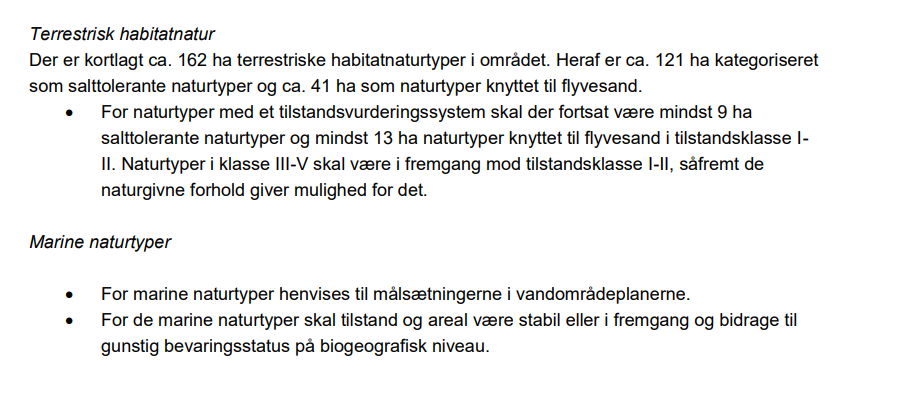 Terrestrisk habitatnatur
Der er kortlagt ca. 162 ha terrestriske habitatnaturtyper i området. Heraf er ca. 121 ha kategoriseret
som salttolerante naturtyper og ca. 41 ha som naturtyper knyttet til flyvesand.
• For naturtyper med et tilstandsvurderingssystem skal der fortsat være mindst 9 ha
salttolerante naturtyper og mindst 13 ha naturtyper knyttet til flyvesand i tilstandsklasse I-
II. Naturtyper i klasse III-V skal være i fremgang mod tilstandsklasse I-II, såfremt de
naturgivne forhold giver mulighed for det.
Marine naturtyper
• For marine naturtyper henvises til målsætningerne i vandområdeplanerne.
• For de marine naturtyper skal tilstand og areal være stabil eller i fremgang og bidrage til
gunstig bevaringsstatus på biogeografisk niveau.